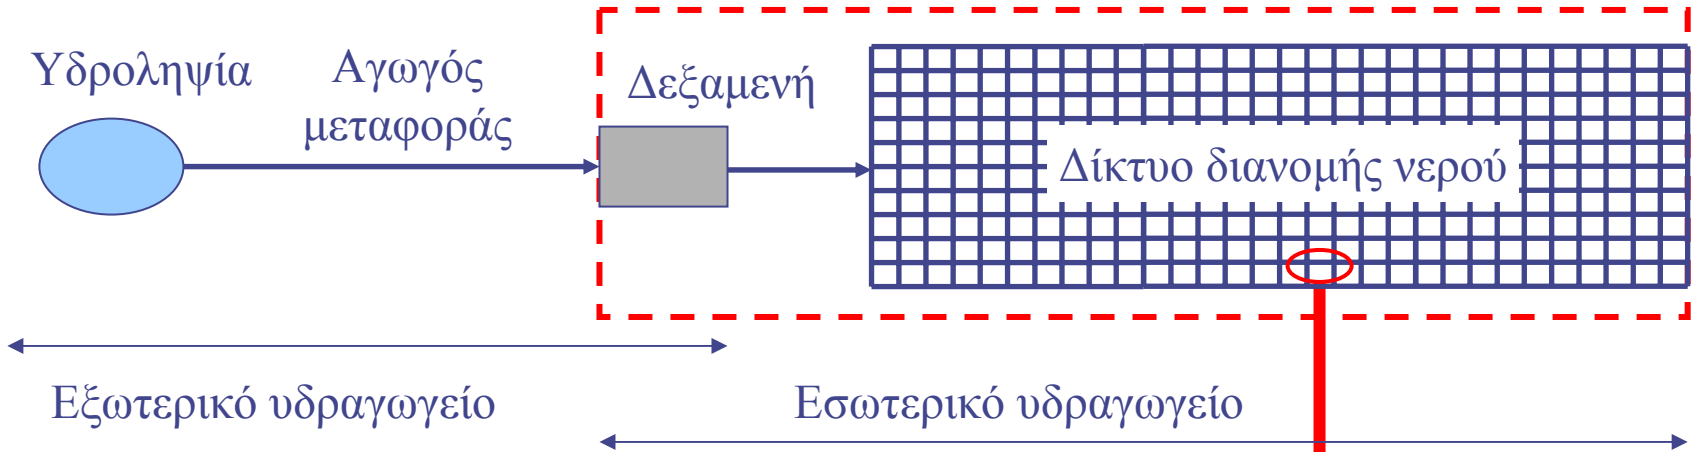 Υδροληψία
Αγωγός
μεταφοράς
Δεξαμενή
Δίκτυο διανομής νερού
Εξωτερικό υδραγωγείο
Εσωτερικό υδραγωγείο